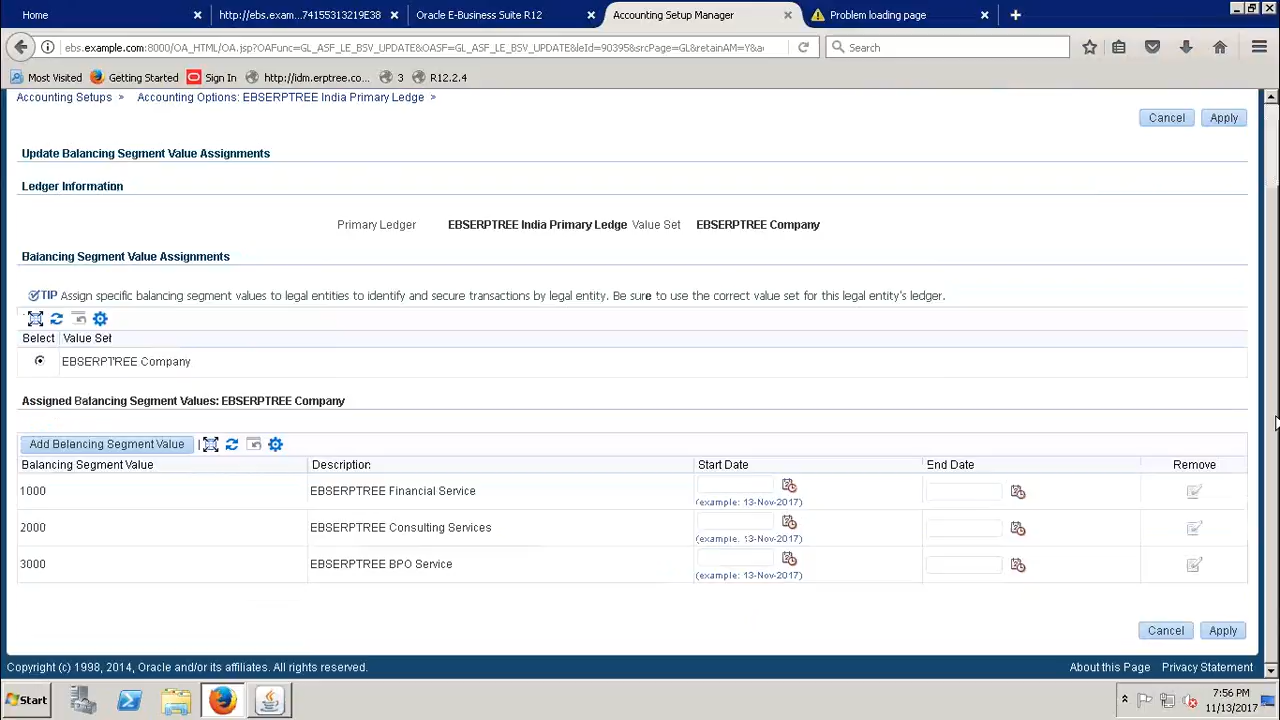 Home
http://ebs.exam...74155313219E38
Oracle E-Business Suite R12
Accounting Setup Manager
Problem loading page
ebs.example.com:8000/OA_HTML/OA.jsp?OAFunc=GL_ASF_LE_BSV_UPDATE&OASF=GL_ASF_LE_BSV_UPDATE&leId=90395&srcPage=GL&retainAM=Y&ac
Search
Most Visited
Getting Started
Sign In
http://idm.erptree.co...
3
R12.2.4
Accounting Setups »
Accounting Options: EBSERPTREE India Primary Ledge »
Cancel
Apply
Update Balancing Segment Value Assignments
Ledger Information
Primary Ledger EBSERPTREE India Primary Ledge Value Set EBSERPTREE Company
Balancing Segment Value Assignments
TIP Assign specific balancing segment values to legal entities to identify and secure transactions by legal entity. Be sure to use the correct value set for this legal entity's ledger.
Select Value Set
EBSERPTREE Company
Assigned Balancing Segment Values: EBSERPTREE Company
Add Balancing Segment Value
Balancing Segment Value Description Start Date End Date Remove
1000 EBSERPTREE Financial Service
(example: 13-Nov-2017)
2000 EBSERPTREE Consulting Services
(example: 13-Nov-2017)
3000 EBSERPTREE BPO Service
(example: 13-Nov-2017)
Cancel
Apply
Copyright (c) 1998, 2014, Oracle and/or its affiliates. All rights reserved.
About this Page
Privacy Statement
Start
7:56 PM
11/13/2017